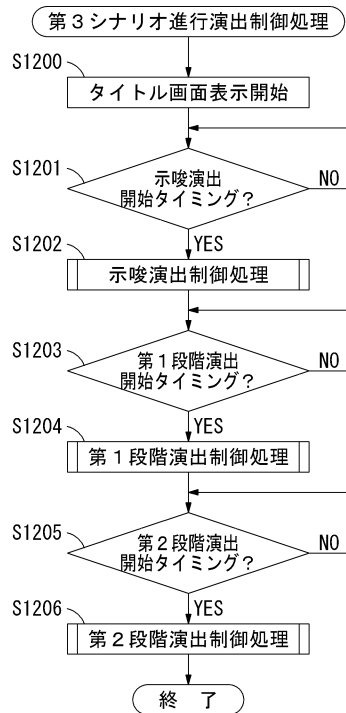 第３シナリオ進行演出制御処理
S1200
タイトル画面表示開始
S1201
示唆演出
開始タイミング？
NO
YES
S1202
示唆演出制御処理
S1203
第１段階演出
開始タイミング？
NO
YES
S1204
第１段階演出制御処理
S1205
第２段階演出
開始タイミング？
NO
YES
S1206
第２段階演出制御処理
終 了